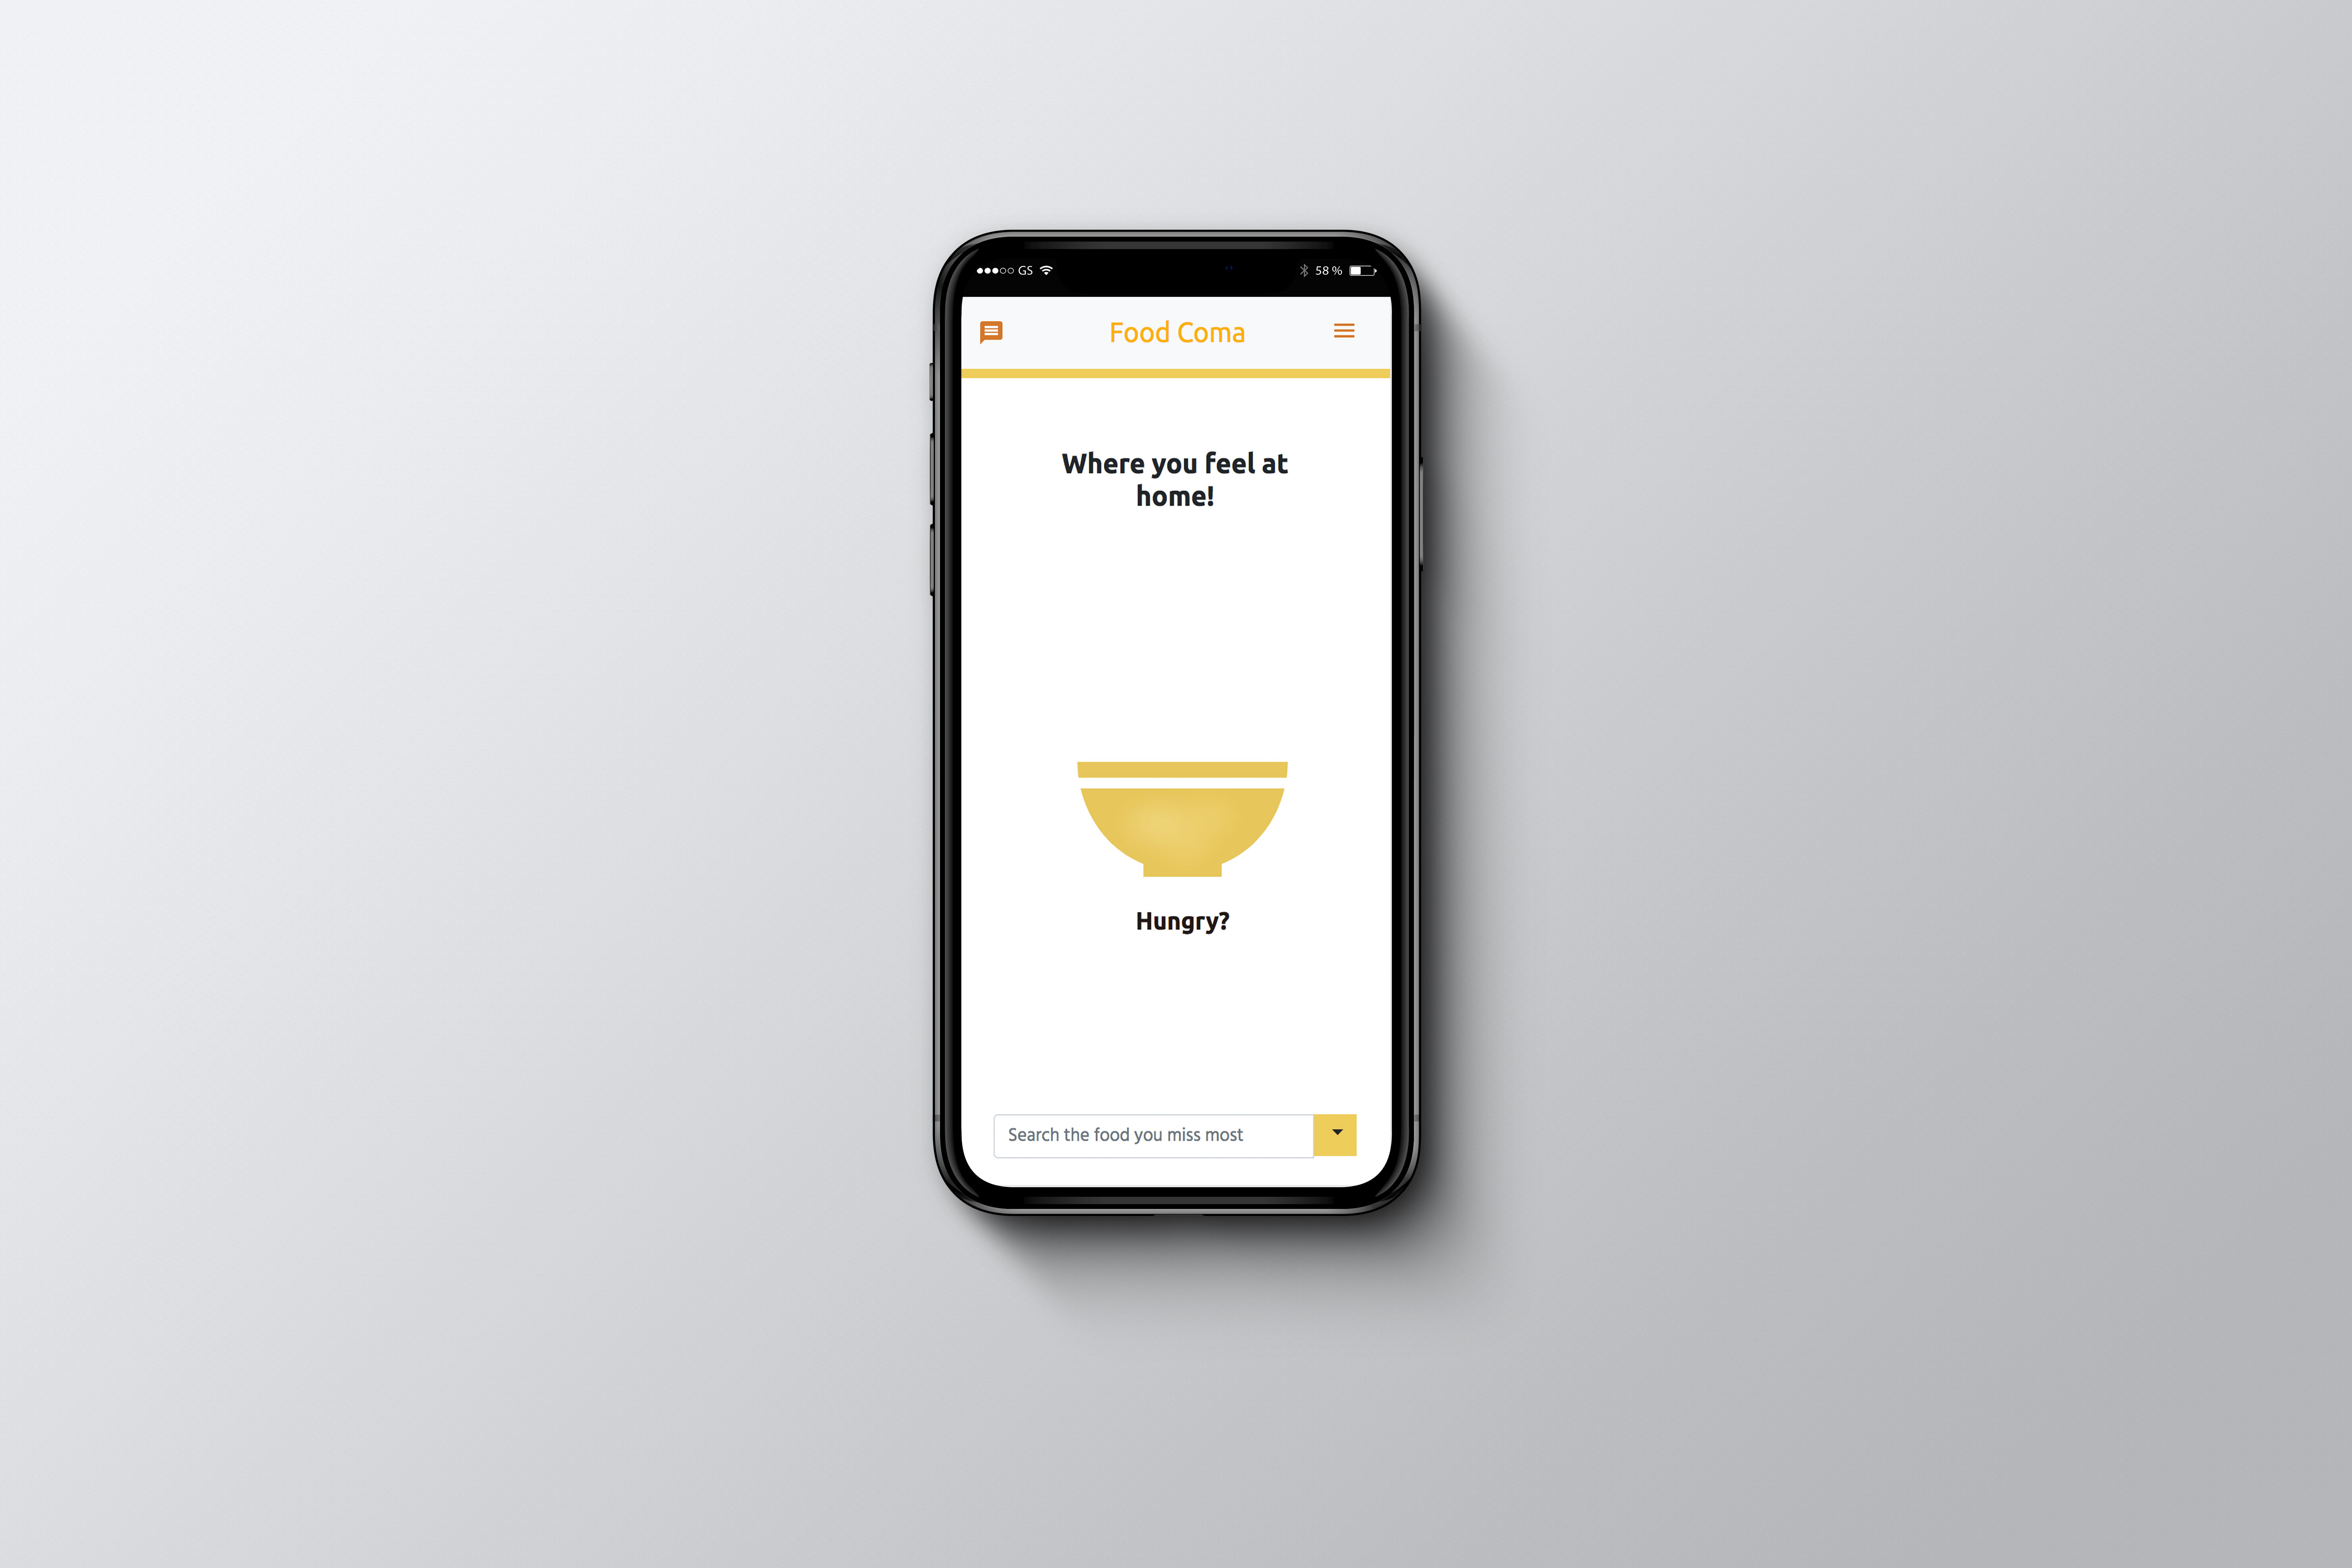 GS 58 %
Food Coma
Where you feel at
home!
Hungry?
Search the food you miss most